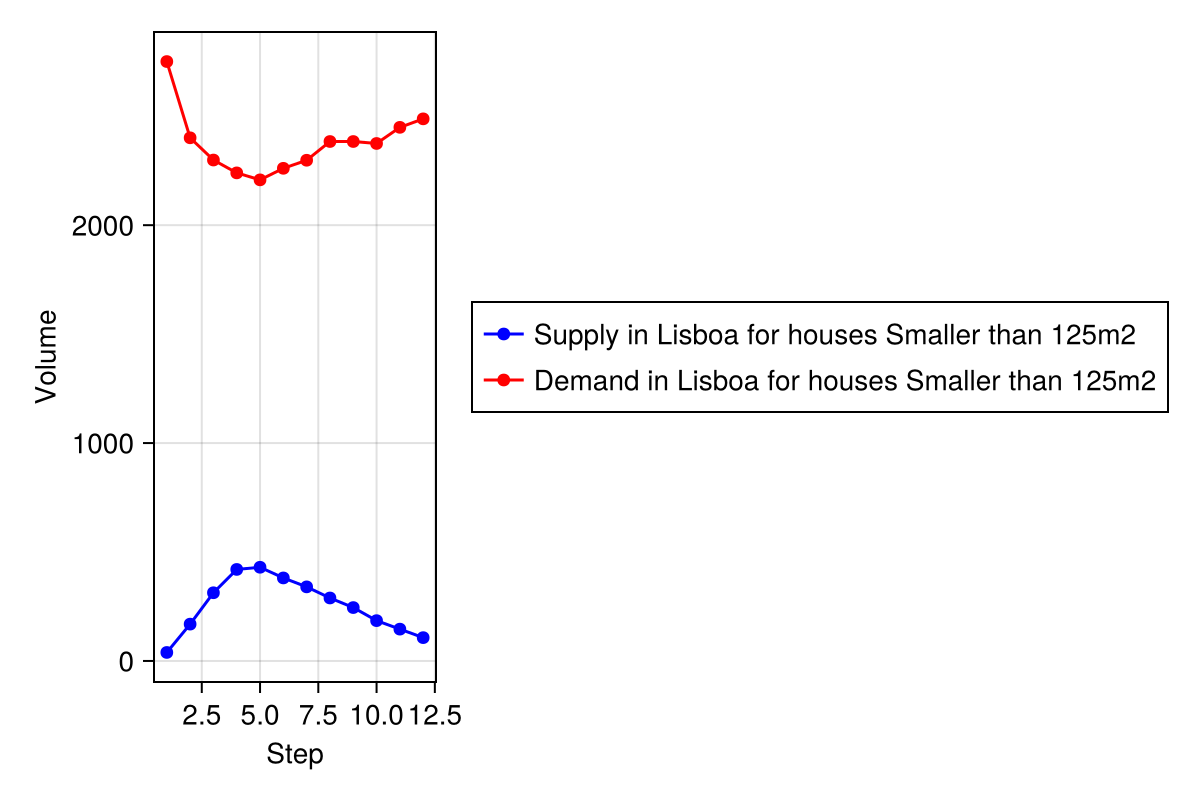 Volume
2000
1000
0
2.5 5.0 7.5 10.0 12.5
Step
Supply in Lisboa for houses Smaller than 125m2
Demand in Lisboa for houses Smaller than 125m2